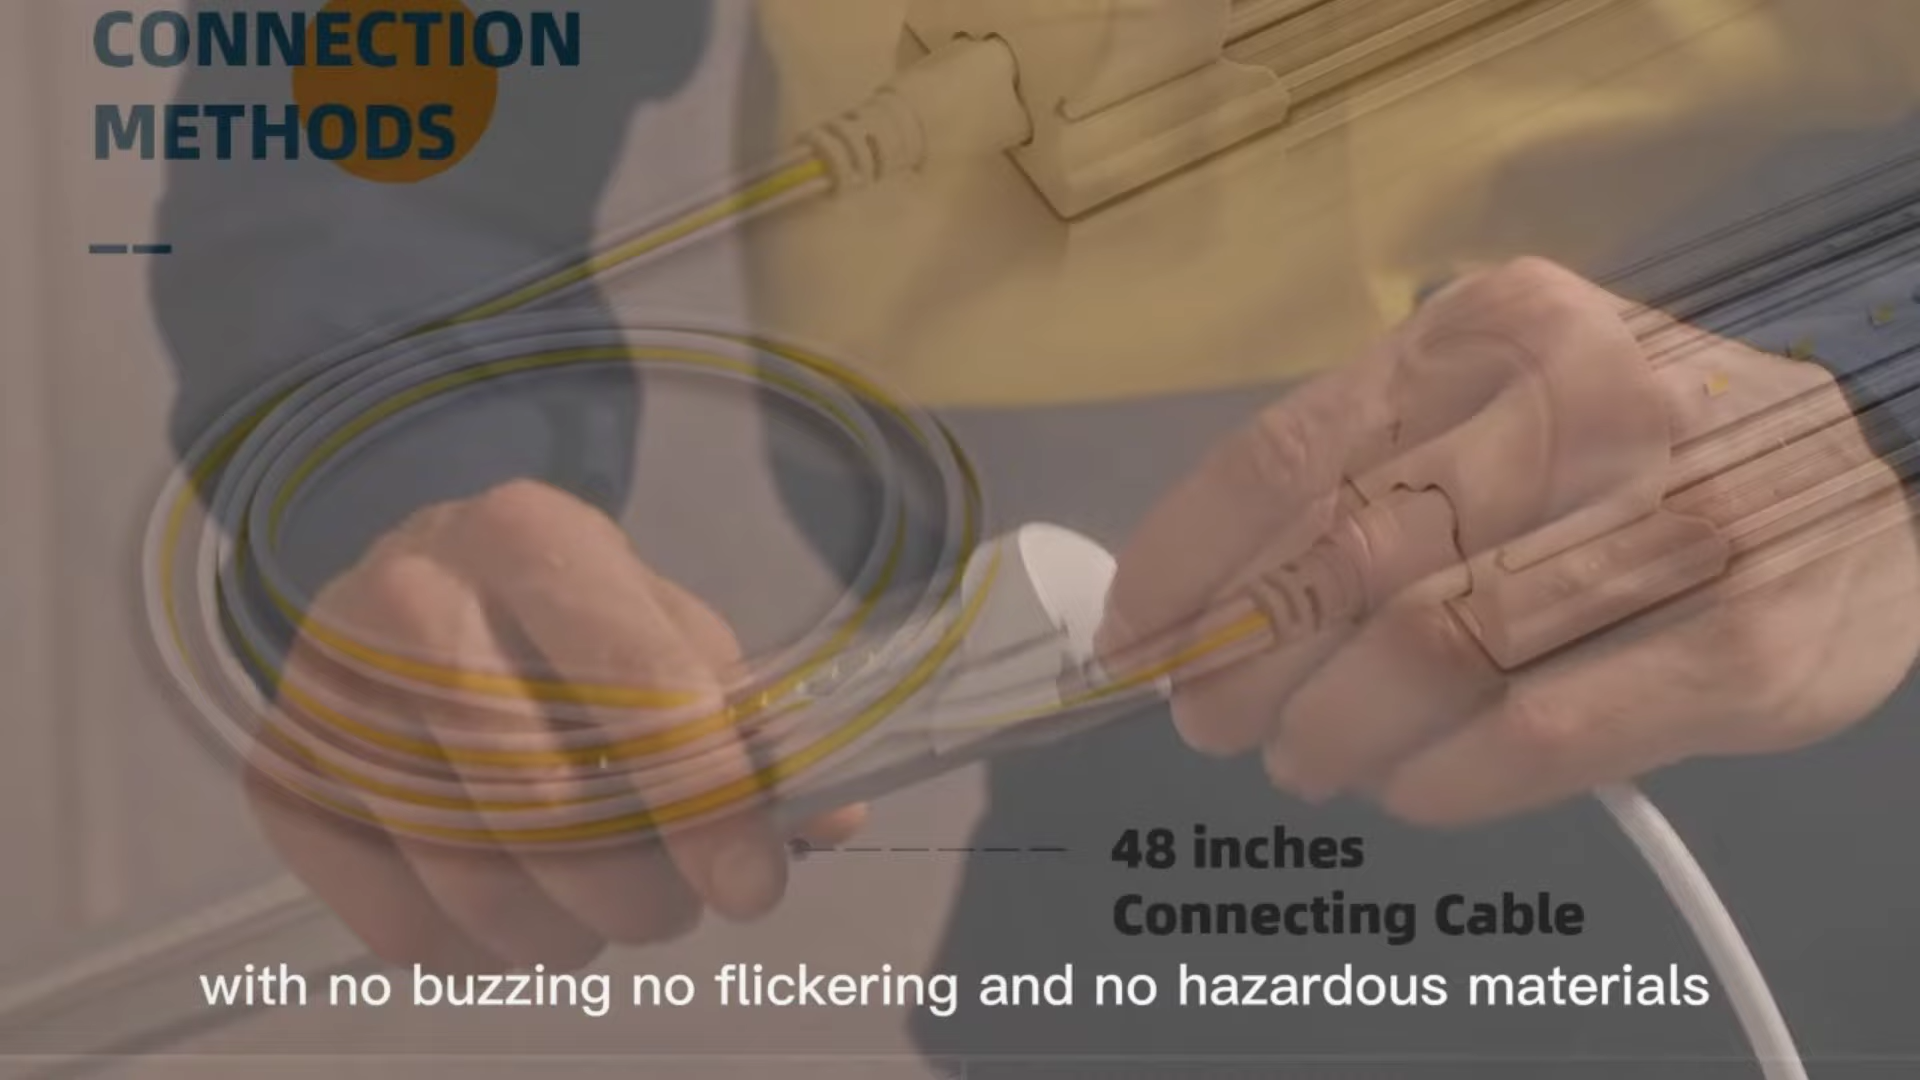 CONNECTION
METHODS
48 inches
Connecting Cable
with no buzzing no flickering and no hazardous materials